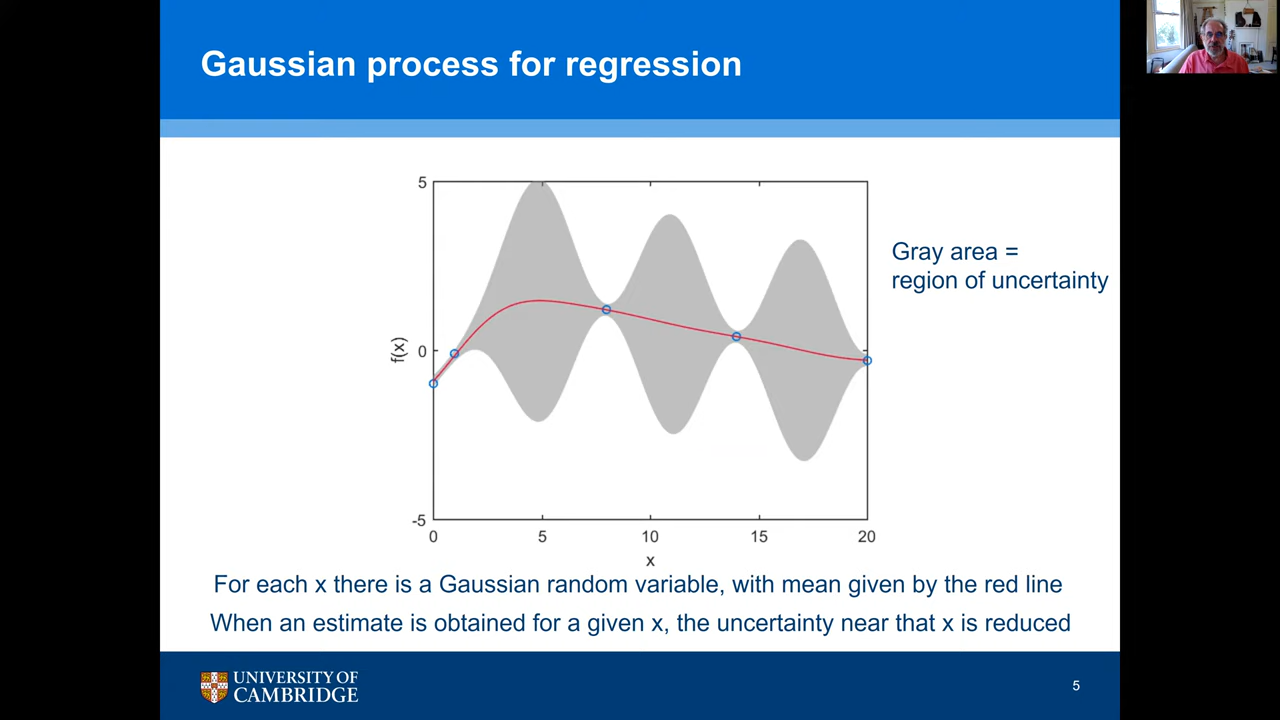 Gaussian process for regression
5
Gray area =
region of uncertainty
f(x)
0
-5
0
5
10
15
20
x
For each x there is a Gaussian random variable, with mean given by the red line
When an estimate is obtained for a given x, the uncertainty near that x is reduced
UNIVERSITY OF
CAMBRIDGE
5